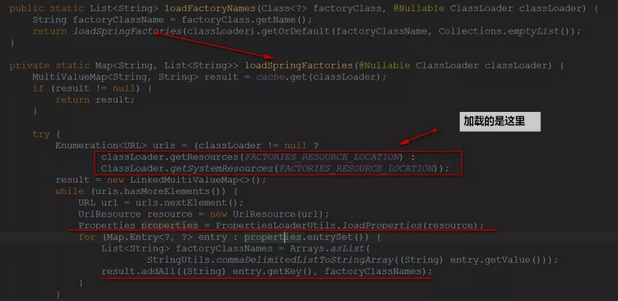 public static List<String> loadFactoryNames(Class<?> factoryClass, @Nullable ClassLoader classLoader) {
String factoryClassName = factoryClass.getName();
return loadSpringFactories(classLoader).getOrDefault(factoryClassName, Collections.emptyList());
}
private static Map<String, List<String>> loadSpringFactories(@Nullable ClassLoader classLoader) {
MultiValueMap<String, String> result = cache.get(classLoader);
if (result != null) {
return result;
}
加载的是这里
try {
Enumeration<URL> urls = (classLoader != null ?
classLoader.getResources(FACTORIES_RESOURCE_LOCATION) :
ClassLoader.getSystemResources(FACTORIES_RESOURCE_LOCATION));
result = new LinkedMultiValueMap<>();
while (urls.hasMoreElements()) {
URL url = urls.nextElement();
UrlResource resource = new UrlResource(url);
Properties properties = PropertiesLoaderUtils.loadProperties(resource);
for (Map.Entry<?, ?> entry : properties.entrySet()) {
List<String> factoryClassNames = Arrays.asList(
StringUtils.commaDelimitedListToStringArray((String) entry.getValue()));
result.addAll((String) entry.getKey(), factoryClassNames);
}
}